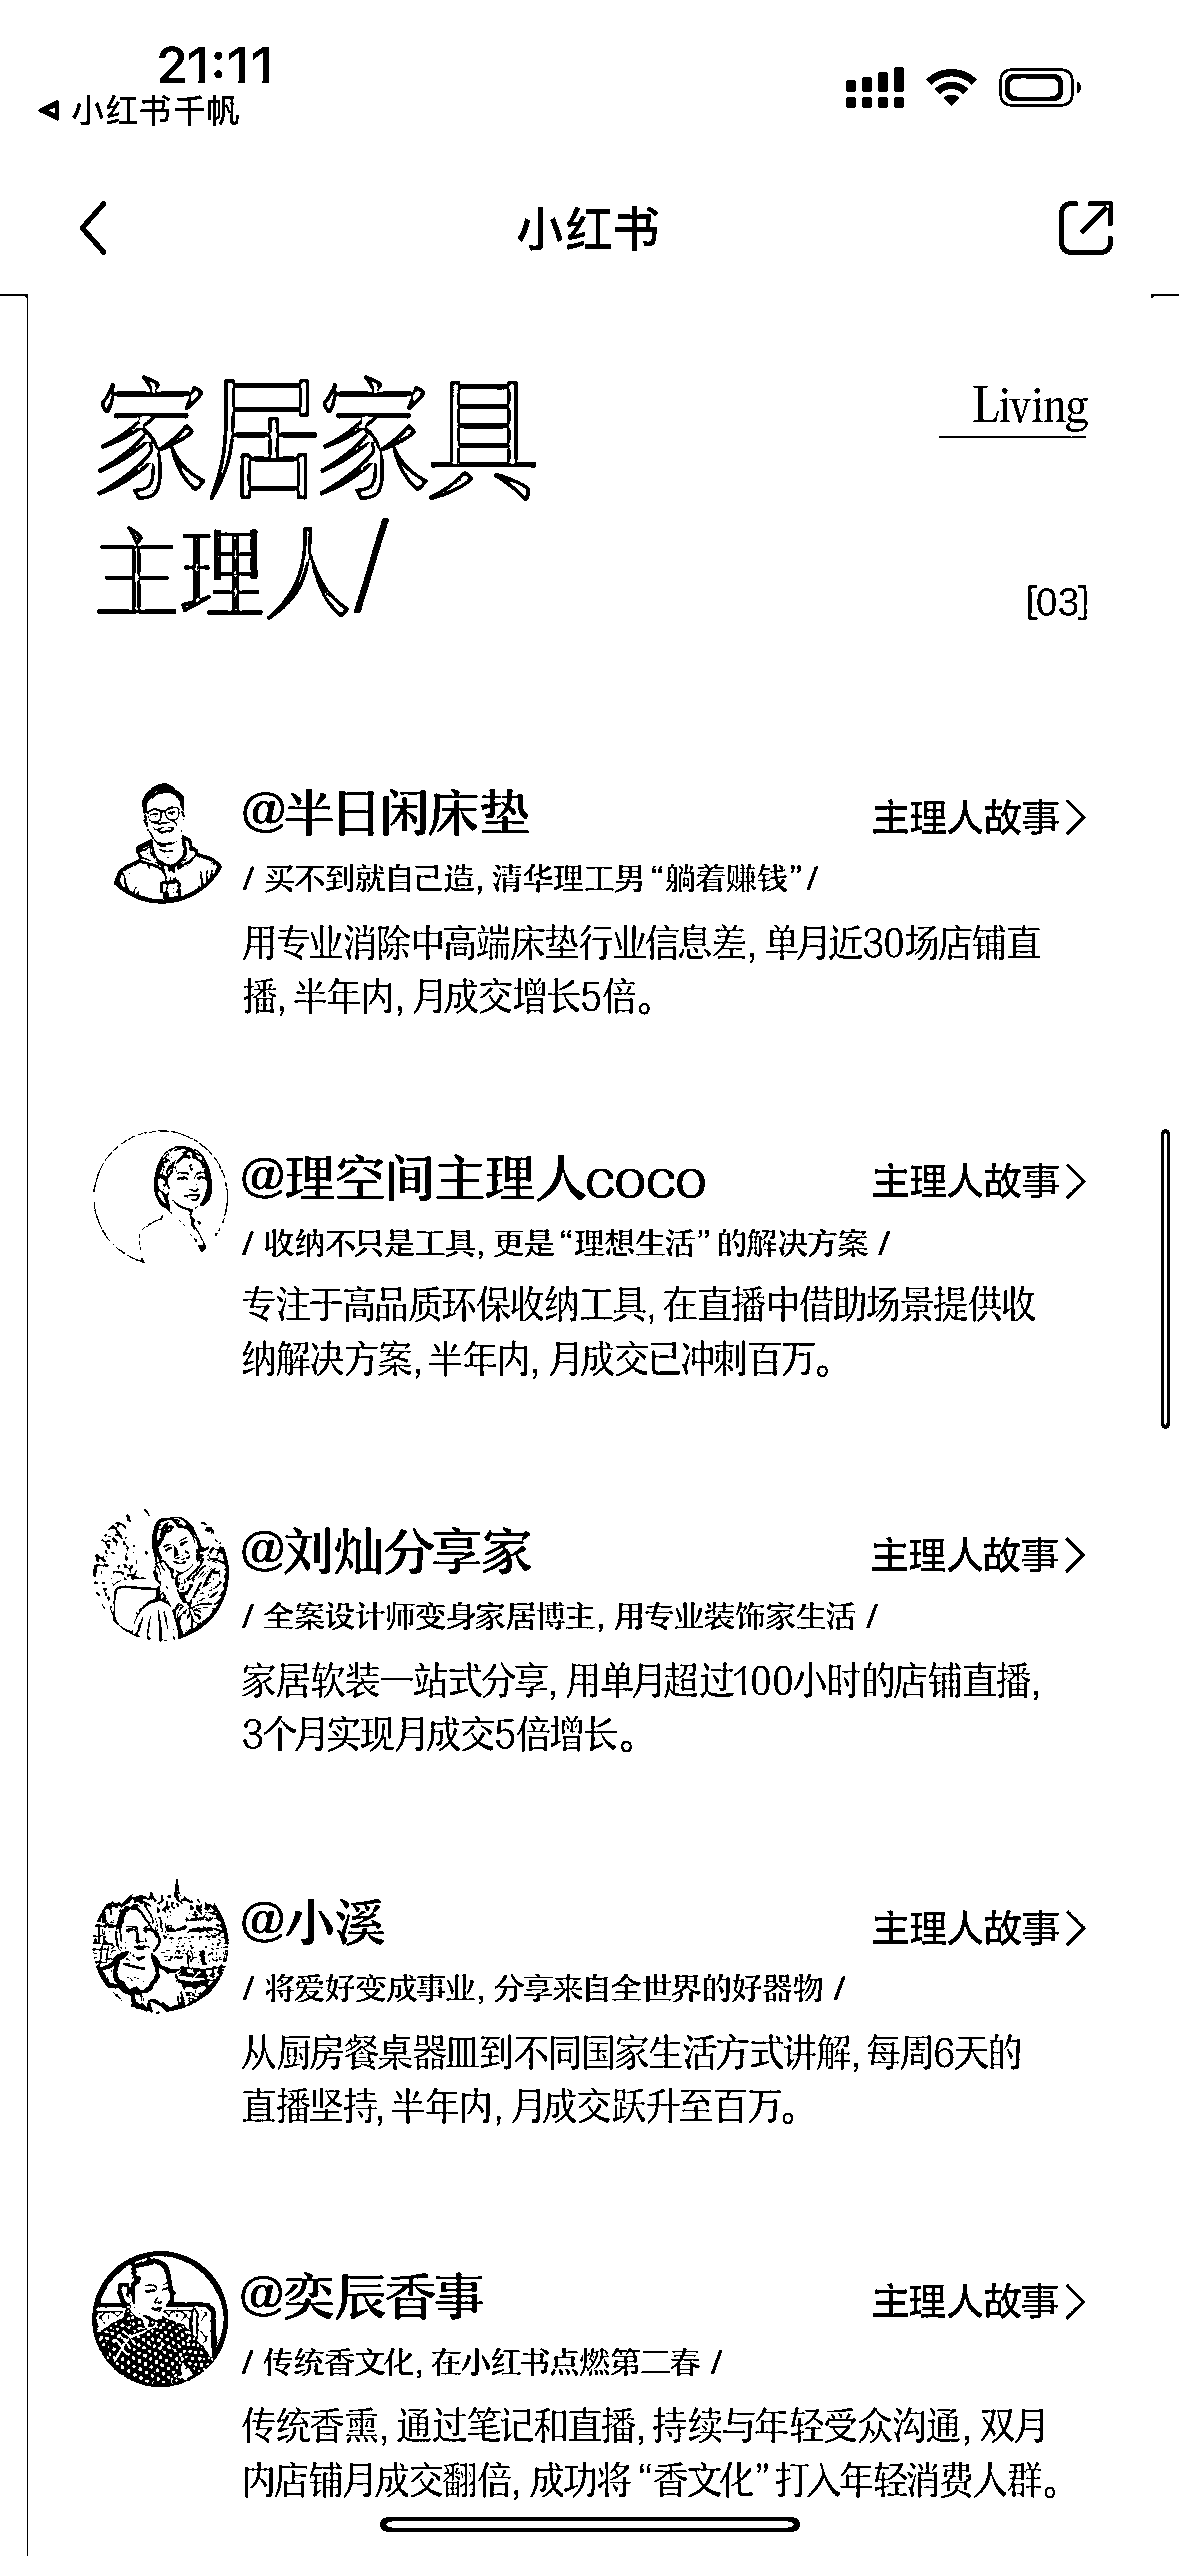 21:11
小红书千帆
小红书
家居家具
Living
主理人/
[03]
@半日闲床垫
主理人故事
/ 买不到就自己造, 清华理工男“躺着赚钱” /
用专业消除中高端床垫行业信息差, 单月近30场店铺直
播, 半年内, 月成交增长5倍。
@理空间主理人coco
主理人故事
/ 收纳不只是工具, 更是“理想生活”的解决方案 /
专注于高品质环保收纳工具, 在直播中借助场景提供收
纳解决方案, 半年内, 月成交已冲刺百万。
@刘灿分享家
主理人故事
/ 全案设计师变身家居博主, 用专业装饰家生活 /
家居软装一站式分享, 用单月超过100小时的店铺直播,
3个月实现月成交5倍增长。
@小溪
主理人故事
/ 将爱好变成事业, 分享来自全世界的好器物 /
从厨房餐桌器皿到不同国家生活方式讲解, 每周6天的
直播坚持, 半年内, 月成交跃升至百万。
@奕辰香事
主理人故事
/ 传统香文化, 在小红书点燃第二春 /
传统香熏, 通过笔记和直播, 持续与年轻受众沟通, 双月
内店铺月成交翻倍, 成功将“香文化”打入年轻消费人群。